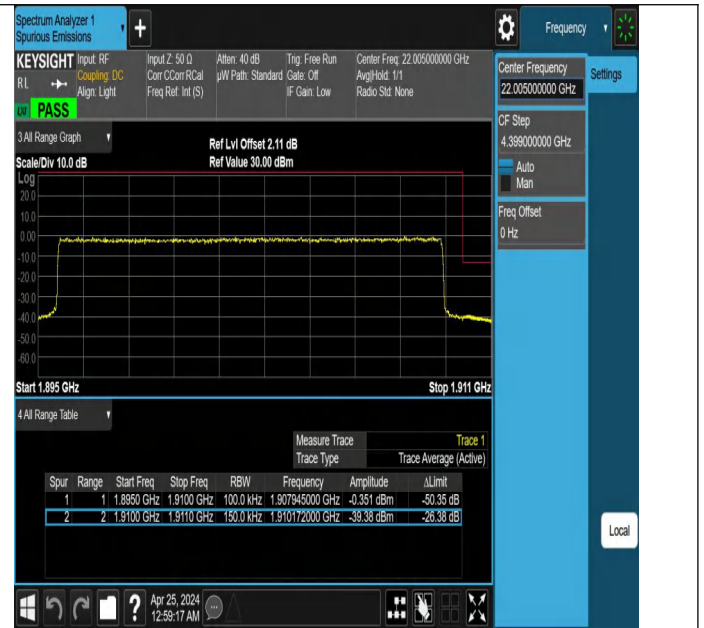 Spectrum Analyzer 1
Spurious Emissions
Frequency
KEYSIGHT
Input: RF
Coupling: DC
Align: Light
Input Z: 50 Ω
Corr CCorr RCal
Freq Ref: Int (S)
Atten: 40 dB
µW Path: Standard
Trig: Free Run
Gate: Off
IF Gain: Low
Center Freq: 22.005000000 GHz
Avg|Hold: 1/1
Radio Std: None
RL
LXI
PASS
Center Frequency
22.005000000 GHz
Settings
CF Step
4.399000000 GHz
Auto
Man
Freq Offset
0 Hz
3 All Range Graph
Ref Lvl Offset 2.11 dB
Scale/Div 10.0 dB
Ref Value 30.00 dBm
Log
20.0
10.0
0.00
-10.0
-20.0
-30.0
-40.0
-50.0
-60.0
Start 1.895 GHz
Stop 1.911 GHz
4 All Range Table
Measure Trace Trace 1
Trace Type Trace Average (Active)
Spur Range Start Freq Stop Freq RBW Frequency Amplitude ΔLimit
1 1 1.8950 GHz 1.9100 GHz 100.0 kHz 1.907945000 GHz -0.351 dBm -50.35 dB
2 2 1.9100 GHz 1.9110 GHz 150.0 kHz 1.910172000 GHz -39.38 dBm -26.38 dB
Local
?
Apr 25, 2024
12:59:17 AM